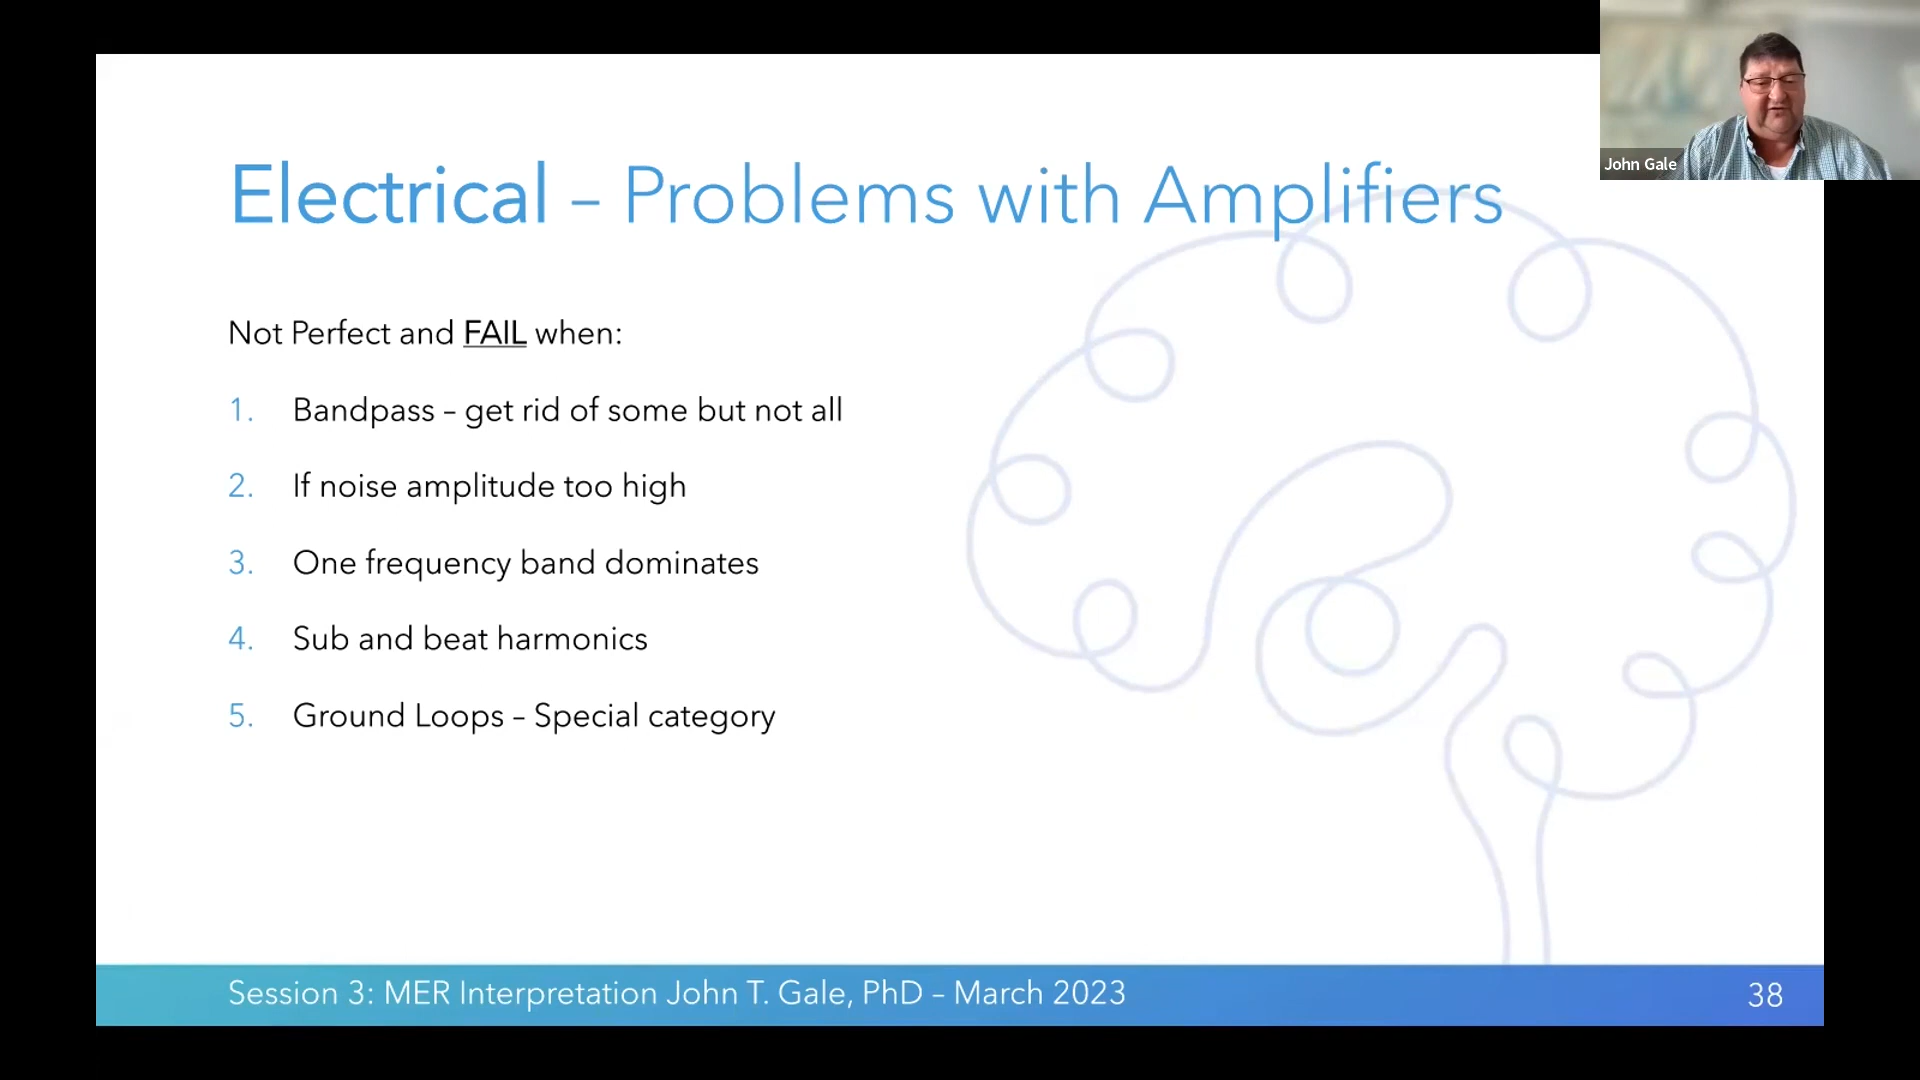 John Gale
Electrical – Problems with Amplifiers
Not Perfect and FAIL when:
1. Bandpass – get rid of some but not all
2. If noise amplitude too high
3. One frequency band dominates
4. Sub and beat harmonics
5. Ground Loops – Special category
Session 3: MER Interpretation John T. Gale, PhD – March 2023
38